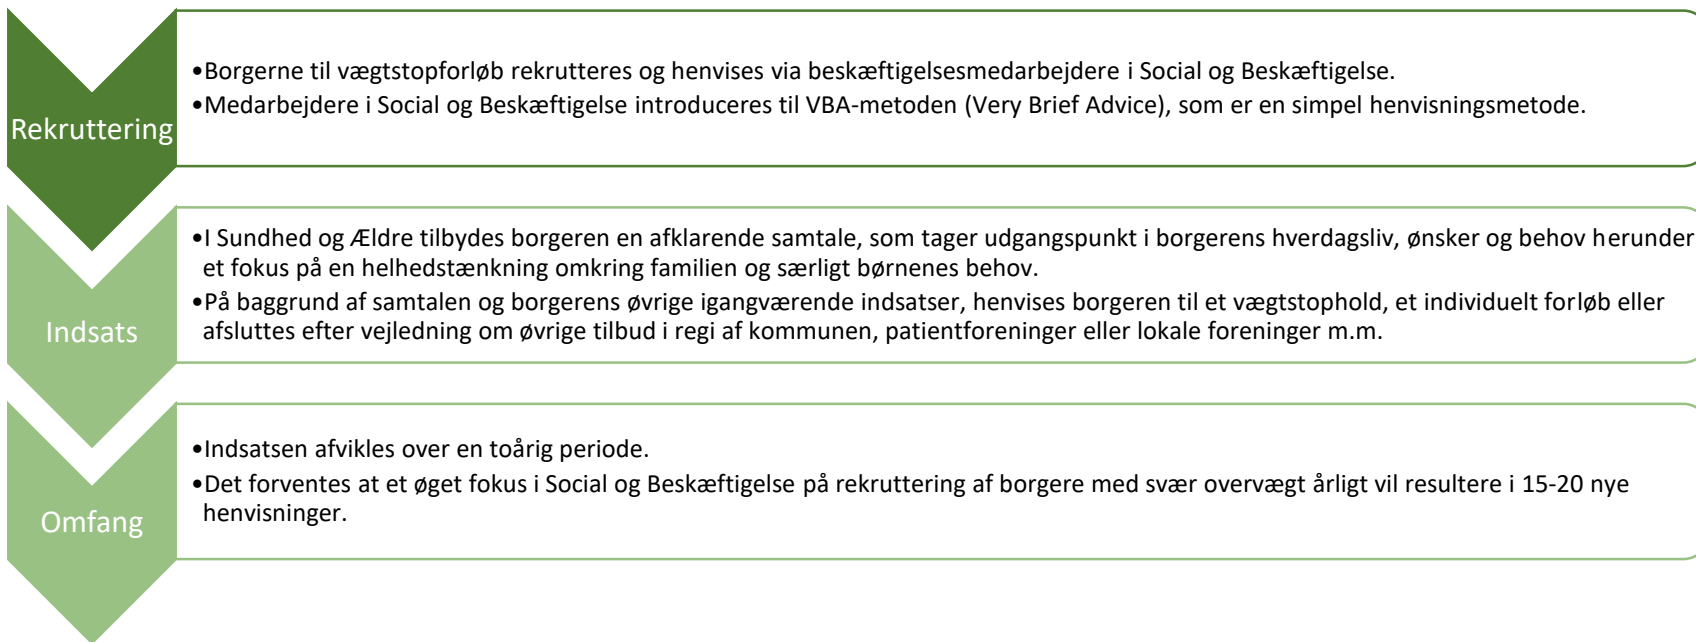 Rekruttering
•Borgerne til vægtstopforløb rekrutteres og henvises via beskæftigelsesmedarbejdere i Social og Beskæftigelse.
•Medarbejdere i Social og Beskæftigelse introduceres til VBA-metoden (Very Brief Advice), som er en simpel henvisningsmetode.
Indsats
•I Sundhed og Ældre tilbydes borgeren en afklarende samtale, som tager udgangspunkt i borgerens hverdagsliv, ønsker og behov herunder
et fokus på en helhedstænkning omkring familien og særligt børnenes behov.
•På baggrund af samtalen og borgerens øvrige igangværende indsatser, henvises borgeren til et vægtstophold, et individuelt forløb eller
afsluttes efter vejledning om øvrige tilbud i regi af kommunen, patientforeninger eller lokale foreninger m.m.
Omfang
•Indsatsen afvikles over en toårig periode.
•Det forventes at et øget fokus i Social og Beskæftigelse på rekruttering af borgere med svær overvægt årligt vil resultere i 15-20 nye
henvisninger.